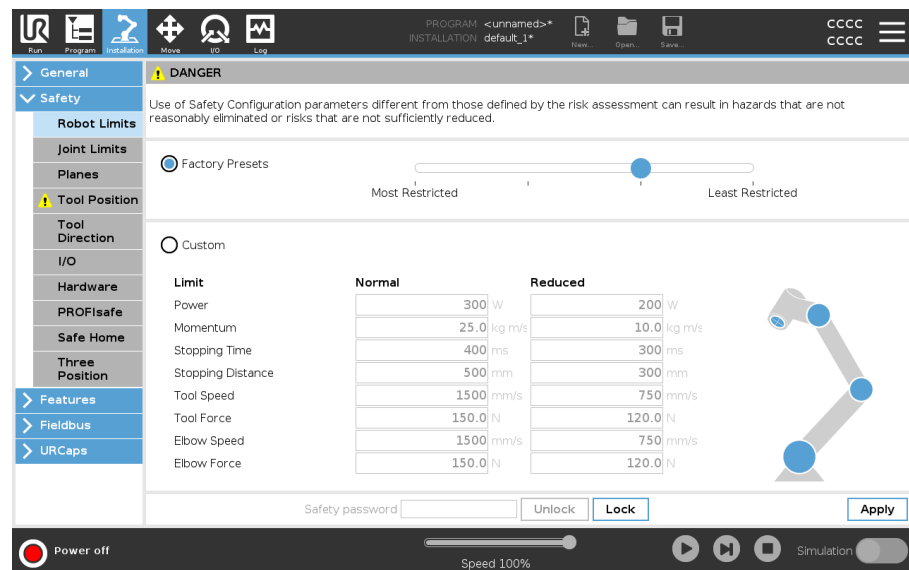 PROGRAM <unnamed>*
INSTALLATION default_1*
CCCC
CCCC
Run Program Installation Move I/O Log New... Open... Save...
General
Safety
Robot Limits
Joint Limits
Planes
Tool Position
Tool
Direction
I/O
Hardware
PROFIsafe
Safe Home
Three
Position
Features
Fieldbus
URCaps
DANGER
Use of Safety Configuration parameters different from those defined by the risk assessment can result in hazards that are not
reasonably eliminated or risks that are not sufficiently reduced.
Factory Presets
Most Restricted Least Restricted
Custom
Limit Normal Reduced
Power 300 W 200 W
Momentum 25.0 kg m/s 10.0 kg m/s
Stopping Time 400 ms 300 ms
Stopping Distance 500 mm 300 mm
Tool Speed 1500 mm/s 750 mm/s
Tool Force 150.0 N 120.0 N
Elbow Speed 1500 mm/s 750 mm/s
Elbow Force 150.0 N 120.0 N
Safety password Unlock Lock Apply
Power off
Speed 100%
Simulation